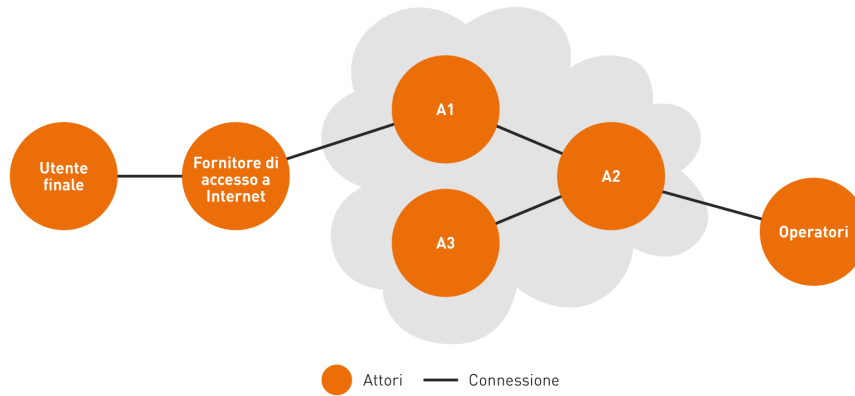 A1
Utente
finale
Fornitore di
accesso a
Internet
A2
A3
Operatori
Attori
Connessione